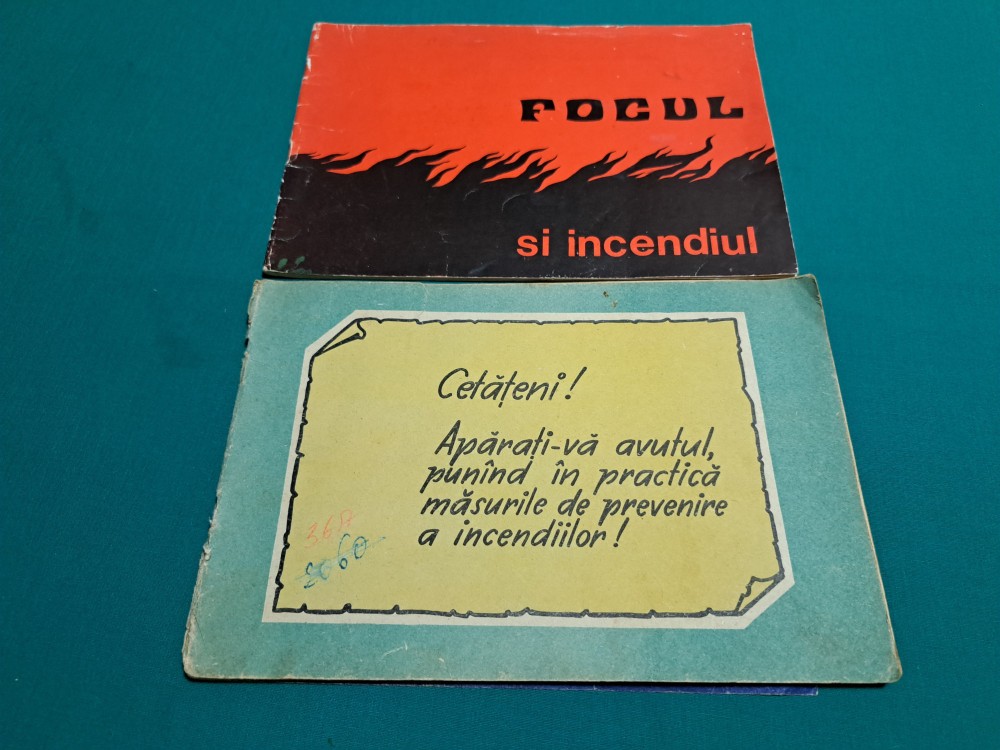 FOCUL
si incendiul
Cetățeni!
Apărați-vă avutul,
punînd în practică
măsurile de prevenire
a incendiilor!